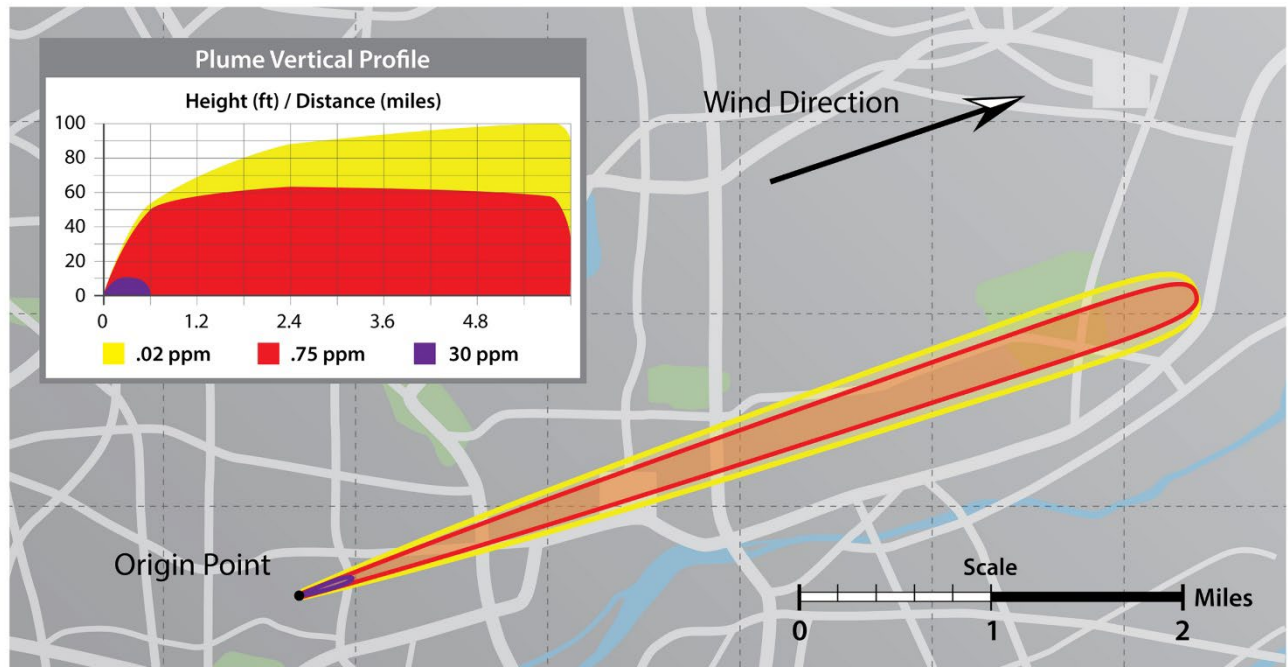 Plume Vertical Profile
Height (ft) / Distance (miles)
100
80
60
40
20
0
0 1.2 2.4 3.6 4.8
.02 ppm .75 ppm 30 ppm
Wind Direction
Origin Point
Scale
Miles
0 1 2